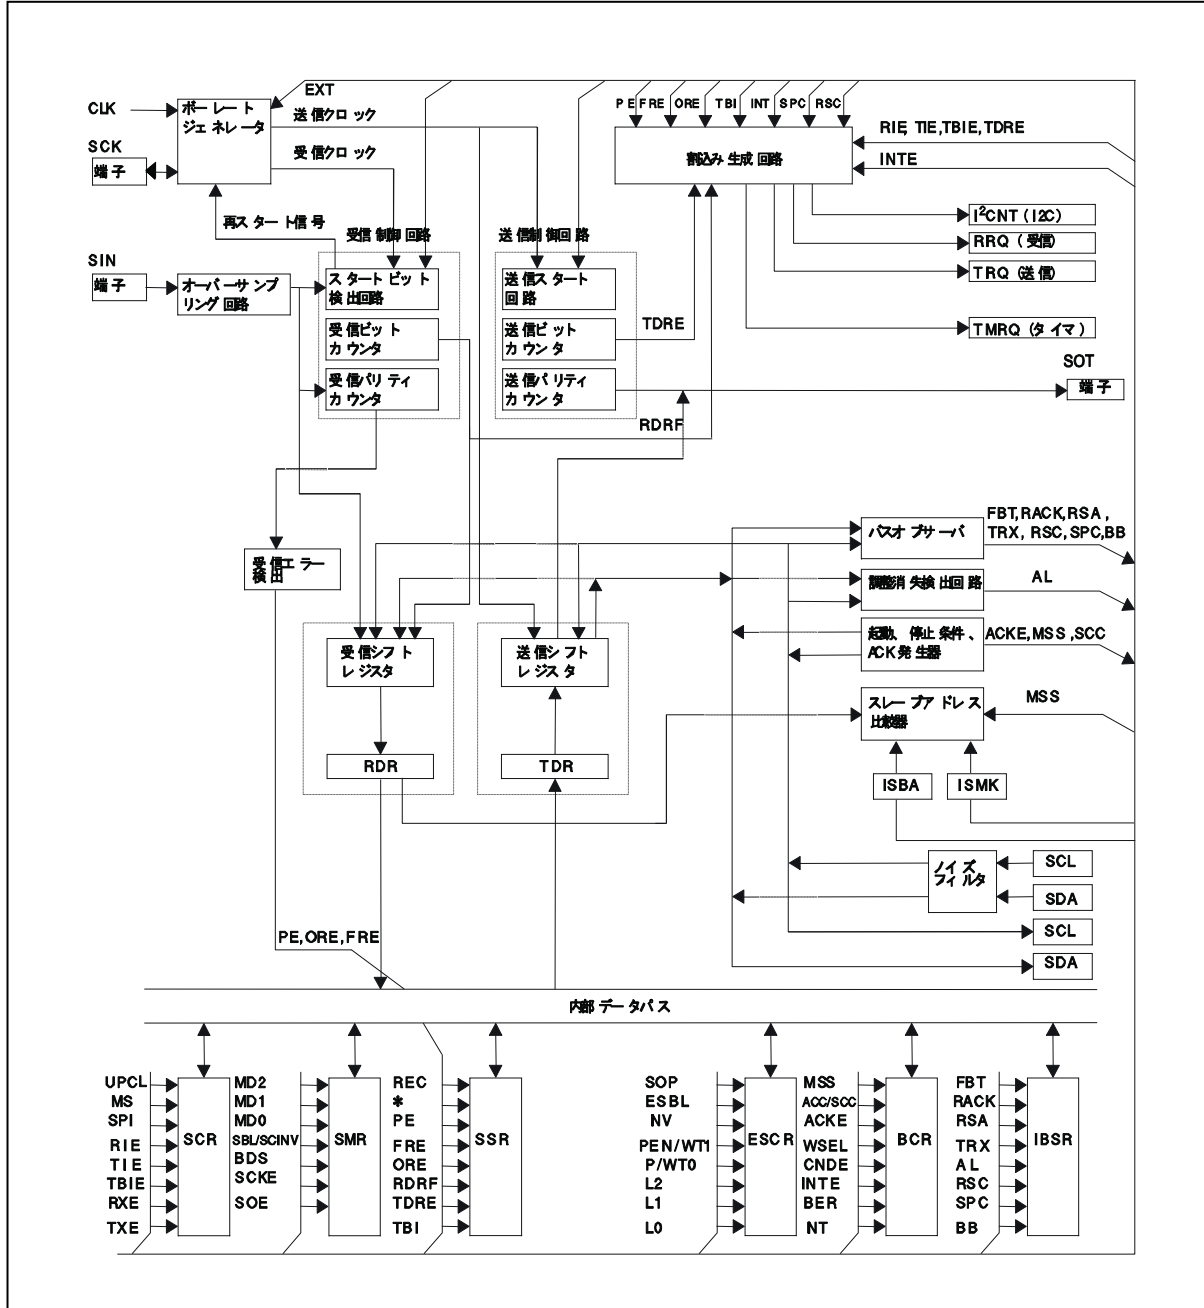 EXT
CLK
ボーレート
ジェネレータ
送信クロック
受信クロック
SCK
端子
PE FRE ORE TBI INT SPC RSC
割込み生成回路
RIE, TIE,TBIE,TDRE
INTE
再スタート信号
受信制御回路
送信制御回路
I²CNT (I2C)
RRQ (受信)
TRQ (送信)
TMRQ (タイマ)
SIN
端子
オーバーサンプ
リング回路
スタートビット
検出回路
受信ビット
カウンタ
受信パリティ
カウンタ
送信スタート
回路
送信ビット
カウンタ
送信パリティ
カウンタ
TDRE
RDRF
SOT
端子
受信エラー
検出
バスオブサーバ
FBT,RACK,RSA,
TRX, RSC, SPC,BB
調整消失検出回路
AL
起動、停止条件、
ACK発生器
ACKE,MSS,SCC
受信シフト
レジスタ
送信シフト
レジスタ
スレーブアドレス
比較器
MSS
RDR
TDR
ISBA
ISMK
ノイズ
フィルタ
SCL
SDA
SCL
SDA
PE,ORE,FRE
内部データバス
UPCL
MS
SPI
RIE
TIE
TBIE
RXE
TXE
SCR
MD2
MD1
MD0
SBL/SCINV
BDS
SCKE
SOE
SMR
REC
*
PE
FRE
ORE
RDRF
TDRE
TBI
SSR
SOP
ESBL
NV
PEN/WT1
P/WT0
L2
L1
L0
ESCR
MSS
ACC/SCC
ACKE
WSEL
CNDE
INTE
BER
NT
BCR
FBT
RACK
RSA
TRX
AL
RSC
SPC
BB
IBSR